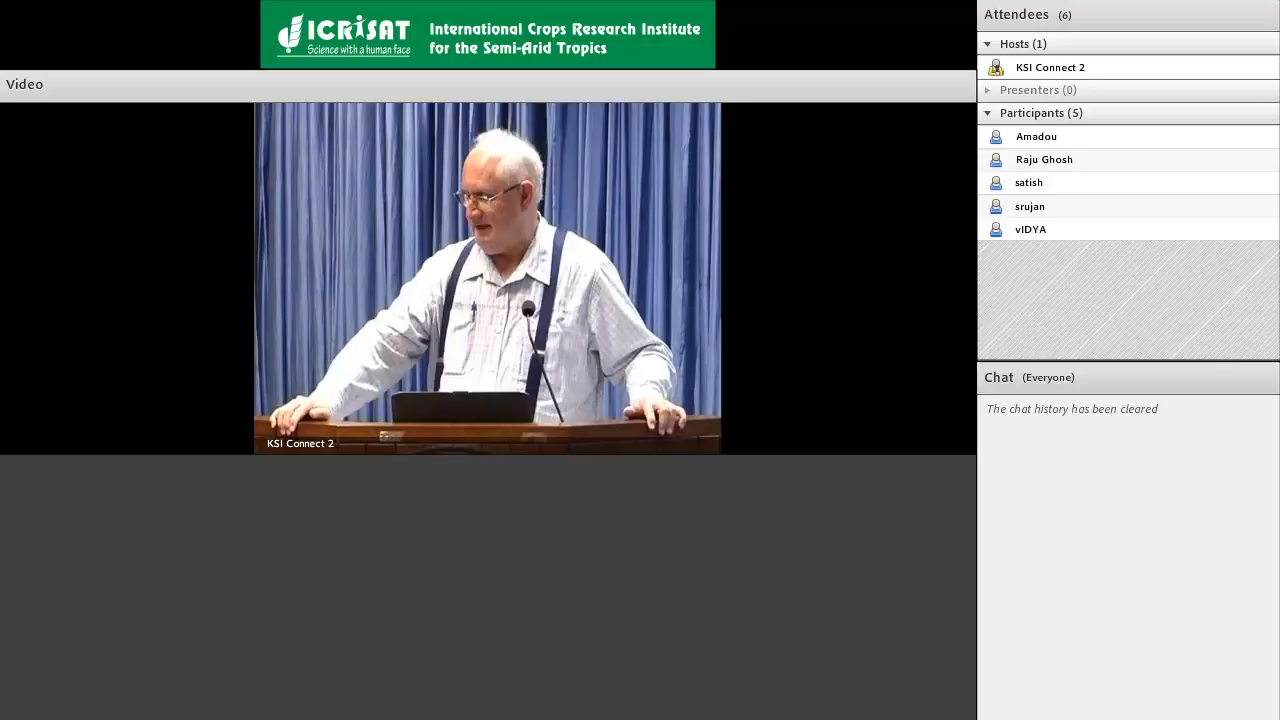 ICRISAT
Science with a human face
International Crops Research Institute
for the Semi-Arid Tropics
Video
KSI Connect 2
Attendees (6)
Hosts (1)
KSI Connect 2
Presenters (0)
Participants (5)
Amadou
Raju Ghosh
satish
srujan
vIDYA
Chat (Everyone)
The chat history has been cleared